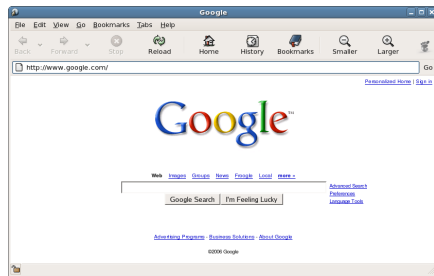 Google
File Edit View Go Bookmarks Tabs Help
Back Forward Stop Reload Home History Bookmarks Smaller Larger
http://www.google.com/ Go
Personalized Home | Sign in
Google™
Web Images Groups News Froogle Local more »
Advanced Search
Preferences
Language Tools
Google Search I'm Feeling Lucky
Advertising Programs - Business Solutions - About Google
©2006 Google